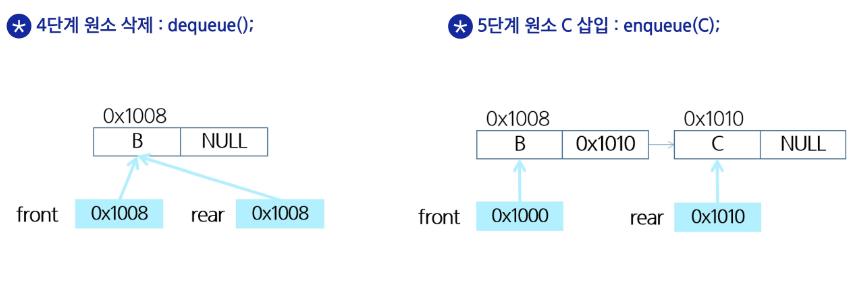 * 4단계 원소 삭제 : dequeue();
0x1008
B NULL
front 0x1008 rear 0x1008
* 5단계 원소 C 삽입 : enqueue(C);
0x1008 0x1010
B 0x1010 C NULL
front 0x1000 rear 0x1010